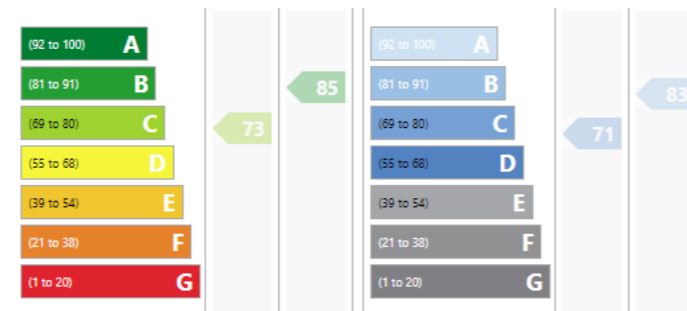 (92 to 100) A
(81 to 91) B
85
(69 to 80) C
73
(55 to 68) D
(39 to 54) E
(21 to 38) F
(1 to 20) G
(92 to 100) A
(81 to 91) B
83
(69 to 80) C
71
(55 to 68) D
(39 to 54) E
(21 to 38) F
(1 to 20) G